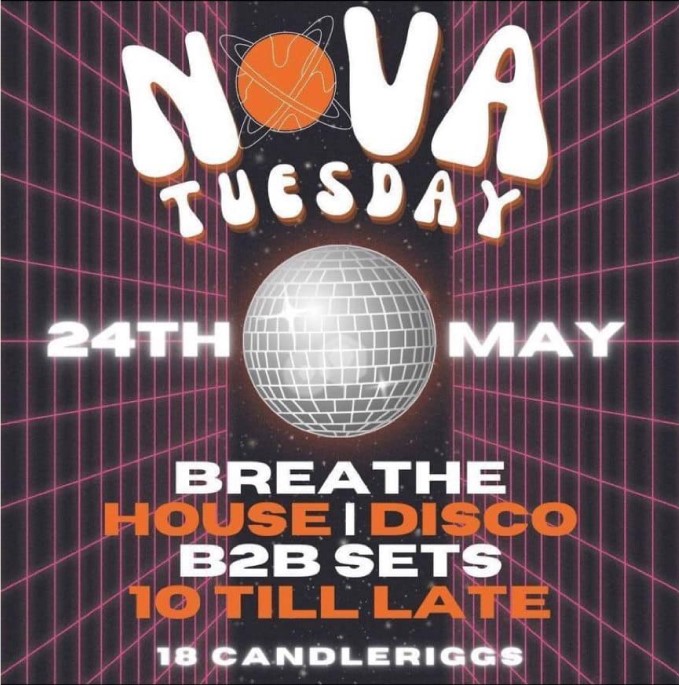 NOVA
TUESDAY
24TH MAY
BREATHE
HOUSE | DISCO
B2B SETS
10 TILL LATE
18 CANDLERIGGS